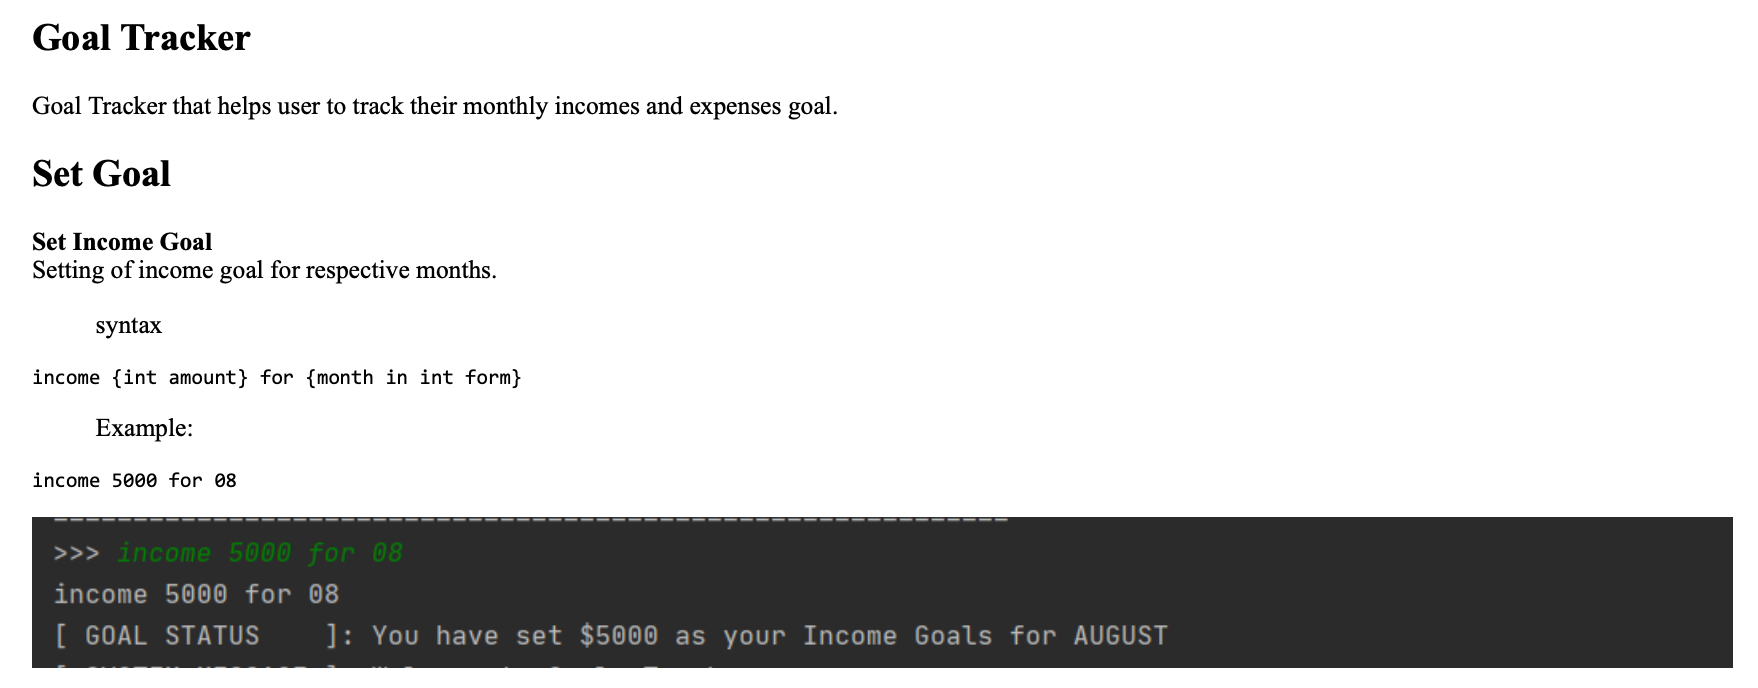 Goal Tracker
Goal Tracker that helps user to track their monthly incomes and expenses goal.
Set Goal
Set Income Goal
Setting of income goal for respective months.
syntax
income {int amount} for {month in int form}
Example:
income 5000 for 08
>>> income 5000 for 08
income 5000 for 08
[ GOAL STATUS    ]: You have set $5000 as your Income Goals for AUGUST